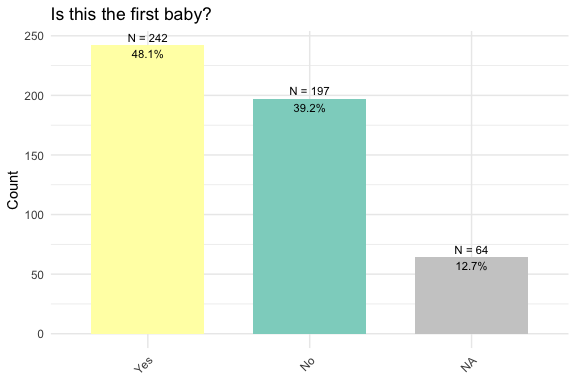 Is this the first baby?
250
200
150
100
50
0
Count
N = 242
48.1%
N = 197
39.2%
N = 64
12.7%
Yes
No
NA